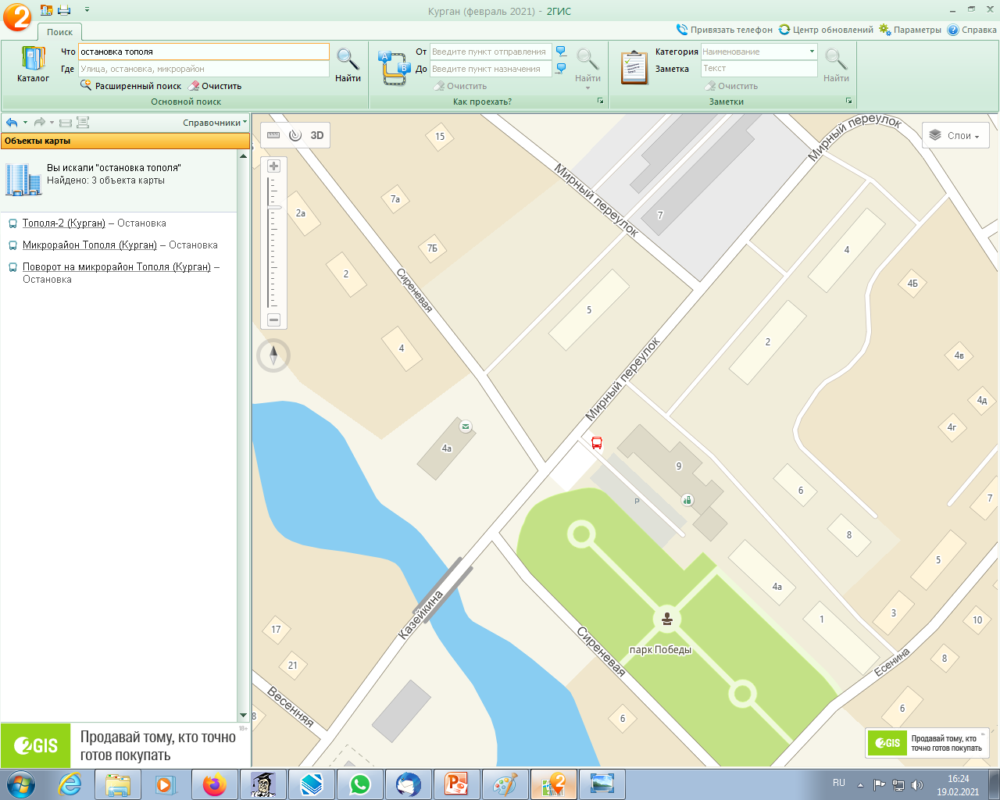 Курган (февраль 2021) - 2ГИС
Поиск
Привязать телефон
Центр обновлений
Параметры
Справка
Каталог
Что
остановка тополя
Где
Улица, остановка, микрорайон
Найти
Расширенный поиск
Очистить
Основной поиск
От
Введите пункт отправления
До
Введите пункт назначения
Найти
Очистить
Как проехать?
Категория
Наименование
Заметка
Текст
Найти
Очистить
Заметки
Справочники
Объекты карты
Вы искали "остановка тополя"
Найдено: 3 объекта карты
Тополя-2 (Курган) – Остановка
Микрорайон Тополя (Курган) – Остановка
Поворот на микрорайон Тополя (Курган) –
Остановка
2GIS
Продавай тому, кто точно
готов покупать
18+
3D
Слои
15
Мирный переулок
Мирный переулок
7а
2а
7
7Б
2
Сиреневая
4
4Б
5
4
2
Мирный переулок
4в
4д
4г
4а
9
P
6
7
8
5
4а
3
1
10
Казейкина
17
21
парк Победы
Сиреневая
Есенина
8
Весенняя
8
6
6
2GIS
Продавай тому, кто
точно готов покупать
RU
16:24
19.02.2021